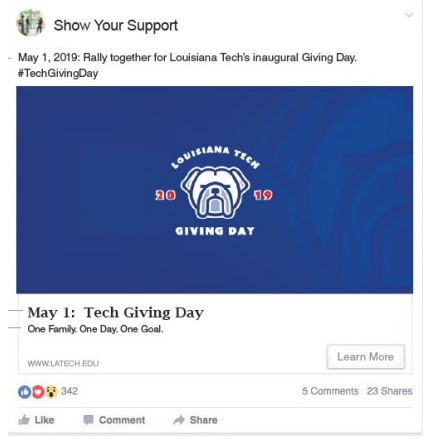 Show Your Support
May 1, 2019: Rally together for Louisiana Tech's inaugural Giving Day.
#TechGivingDay
LOUISIANA TECH
20 19
GIVING DAY
May 1: Tech Giving Day
One Family. One Day. One Goal.
WWW.LATECH.EDU
Learn More
342
5 Comments 23 Shares
Like Comment Share